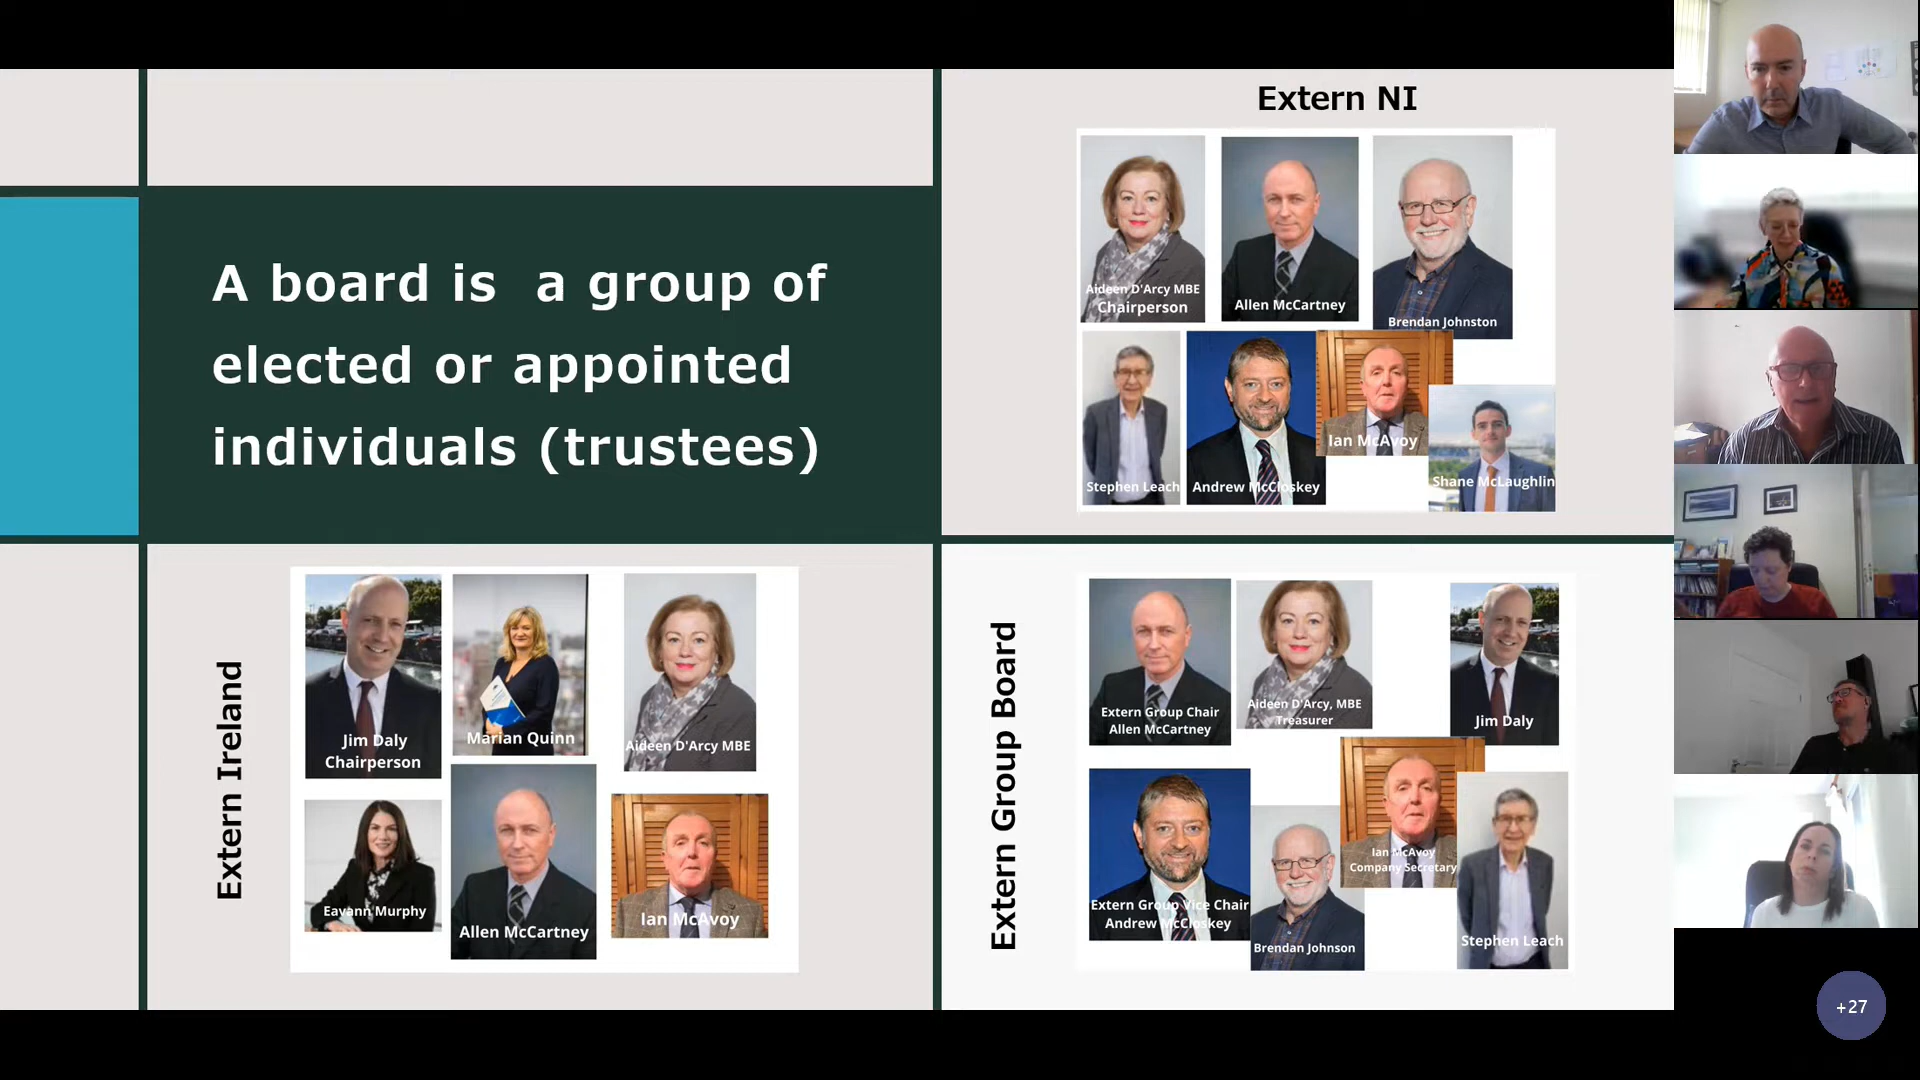 A board is a group of
elected or appointed
individuals (trustees)
Extern NI
Aideen D'Arcy MBE
Chairperson
Allen McCartney
Brendan Johnston
Stephen Leach
Andrew McCloskey
Ian McAvoy
Shane McLaughlin
Extern Ireland
Jim Daly
Chairperson
Marian Quinn
Aideen D'Arcy MBE
Eavann Murphy
Allen McCartney
Ian McAvoy
Extern Group Board
Extern Group Chair
Allen McCartney
Aideen D'Arcy, MBE
Treasurer
Jim Daly
Extern Group Vice Chair
Andrew McCloskey
Brendan Johnson
Ian McAvoy
Company Secretary
Stephen Leach
+27